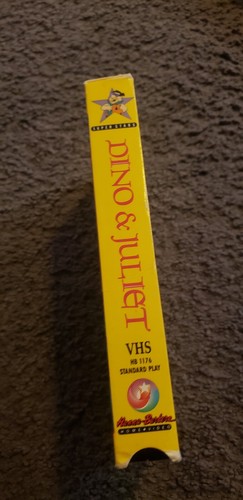 SUPER STARS
DINO & JULIET
VHS
HB 1176
STANDARD PLAY
Hanna-Barbera
HOME VIDEO